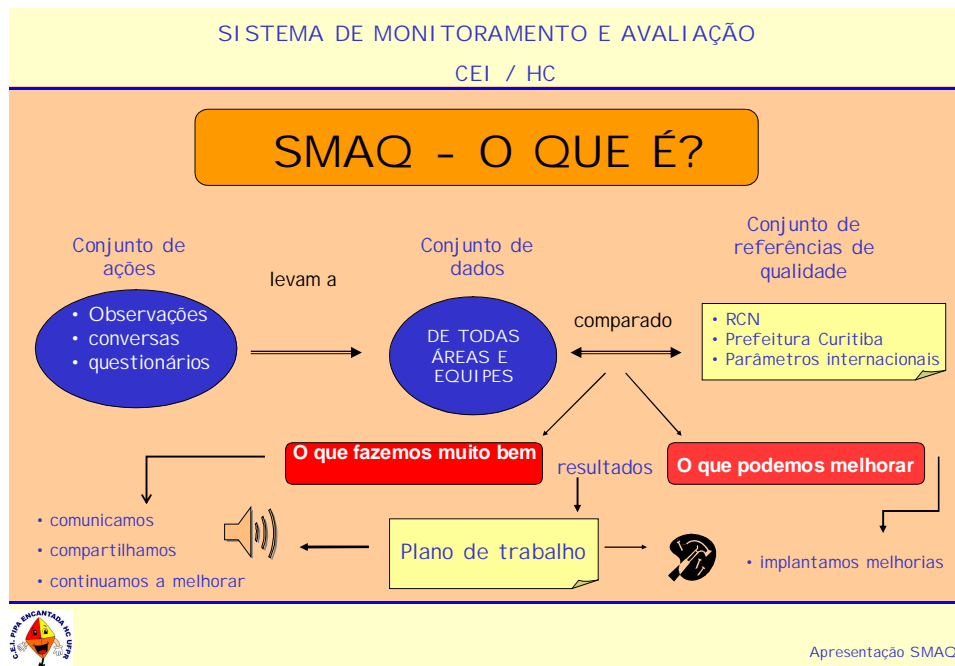 SISTEMA DE MONITORAMENTO E AVALIAÇÃO
CEI / HC
SMAQ - O QUE É?
Conjunto de
ações
levam a
Conjunto de
dados
Conjunto de
referências de
qualidade
• Observações
• conversas
• questionários
DE TODAS
ÁREAS E
EQUIPES
comparado
• RCN
• Prefeitura Curitiba
• Parâmetros internacionais
O que fazemos muito bem
resultados
O que podemos melhorar
• comunicamos
• compartilhamos
• continuamos a melhorar
Plano de trabalho
• implantamos melhorias
C.E.I. PIPA ENCANTADA HC UFPR
Apresentação SMAQ